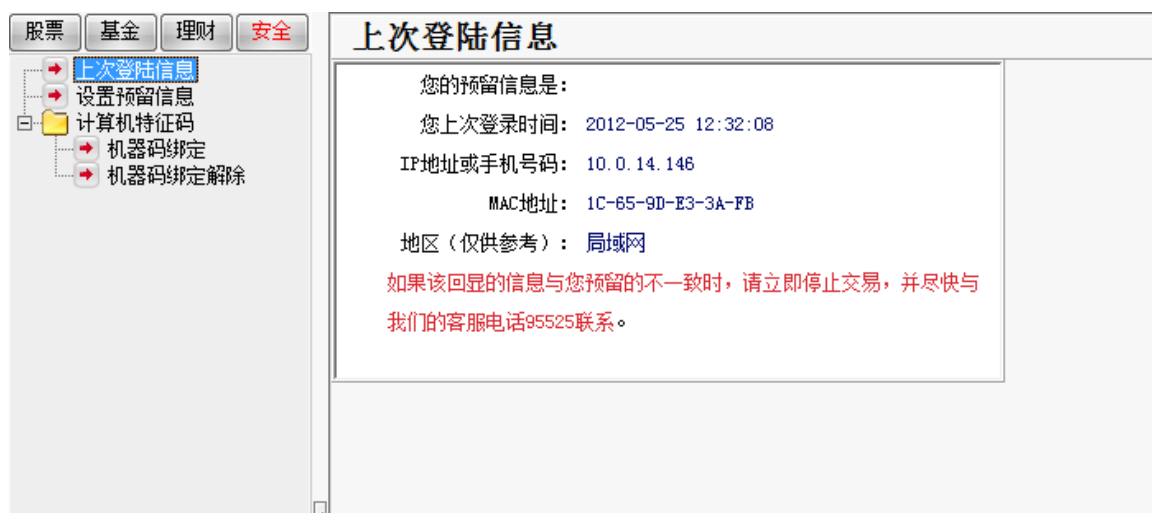 股票 基金 理财 安全
上次登陆信息
设置预留信息
计算机特征码
机器码绑定
机器码绑定解除
上次登陆信息
您的预留信息是：
您上次登录时间： 2012-05-25 12:32:08
IP地址或手机号码： 10.0.14.146
MAC地址： 1C-65-9D-E3-3A-FB
地区（仅供参考）： 局域网
如果该回显的信息与您预留的不一致时，请立即停止交易，并尽快与
我们的客服电话95525联系。